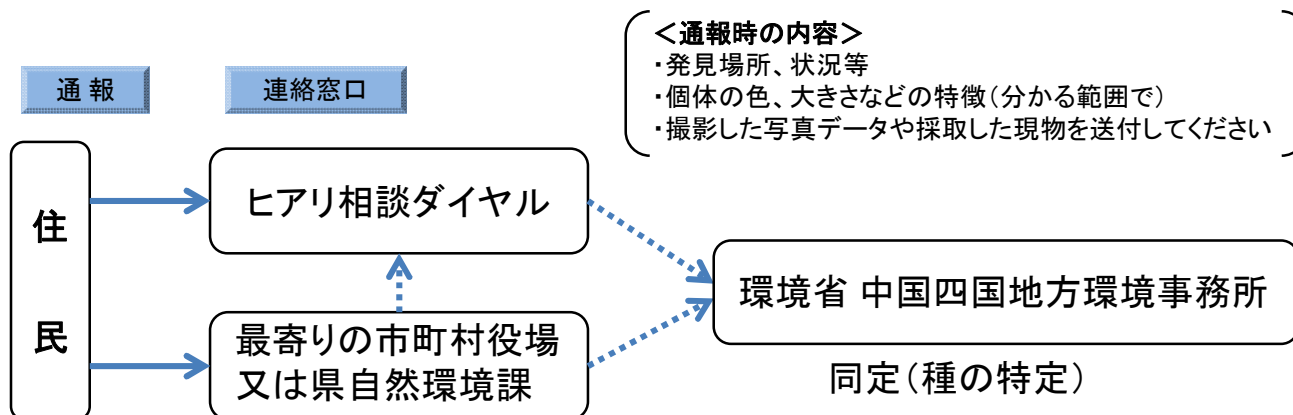 <通報時の内容>
・発見場所、状況等
・個体の色、大きさなどの特徴(分かる範囲で)
・撮影した写真データや採取した現物を送付してください
通 報
連絡窓口
住
民
ヒアリ相談ダイヤル
最寄りの市町村役場
又は県自然環境課
環境省 中国四国地方環境事務所
同定(種の特定)